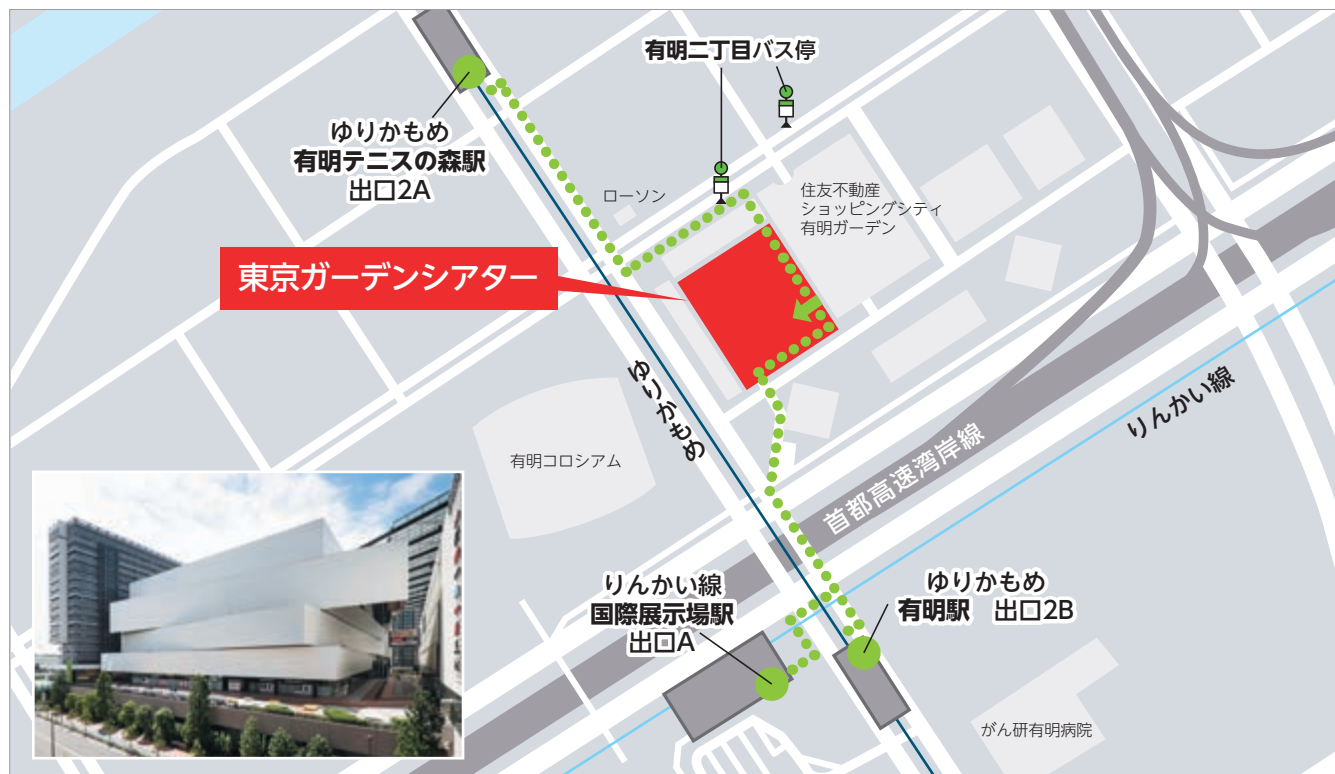 有明二丁目バス停
ゆりかもめ
有明テニスの森駅
出口2A
ローソン
住友不動産
ショッピングシティ
有明ガーデン
東京ガーデンシアター
ゆりかもめ
りんかい線
有明コロシアム
首都高速湾岸線
りんかい線
国際展示場駅
出口A
ゆりかもめ
有明駅　出口2B
がん研有明病院